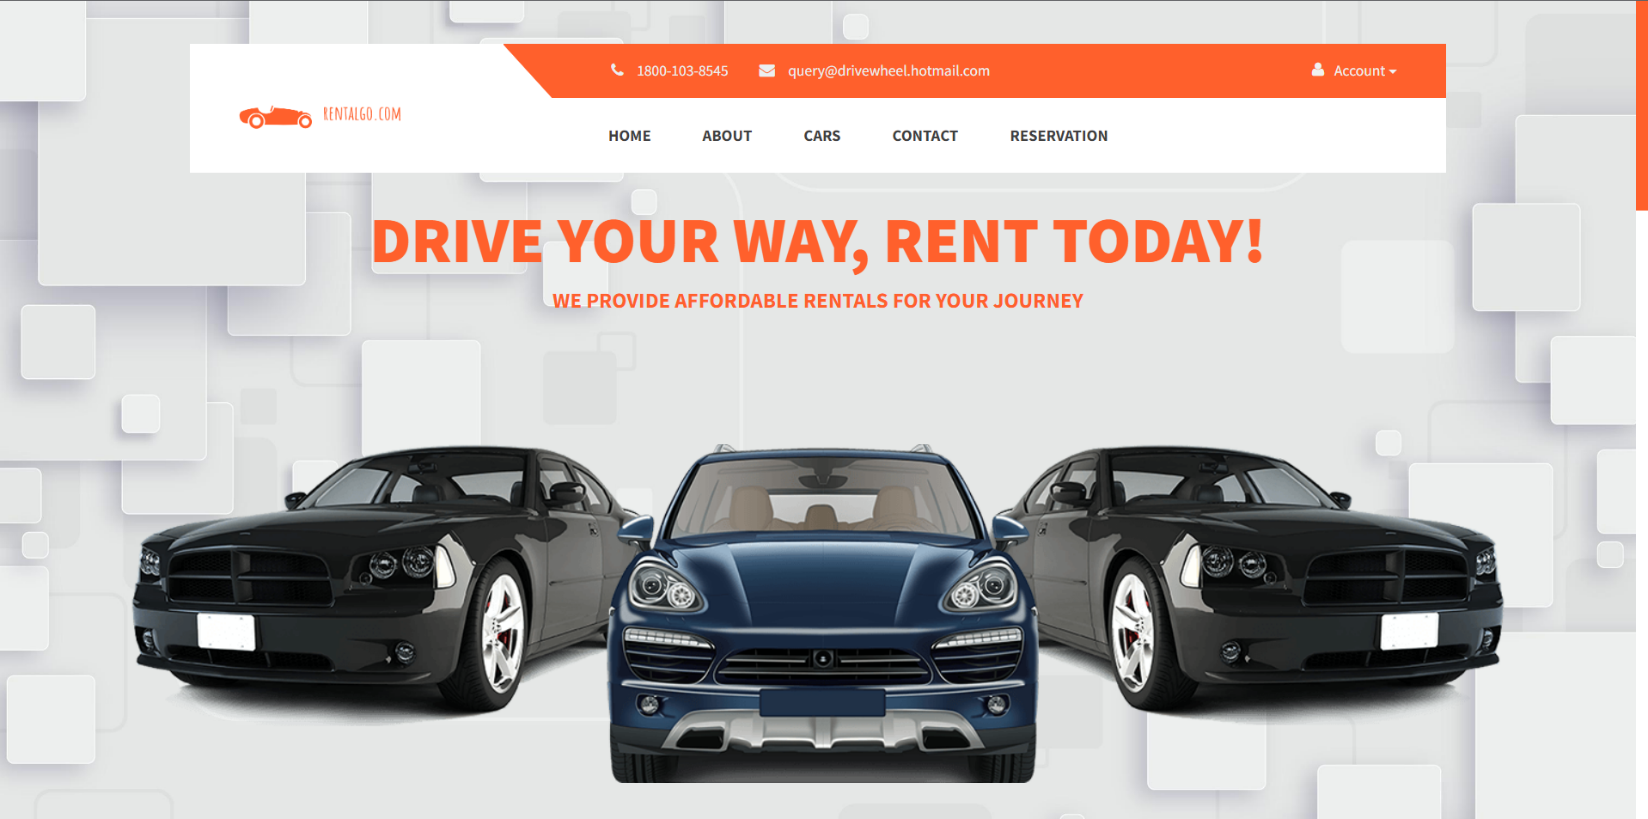 1800-103-8545 query@drivewheel.hotmail.com Account
RENTALGO.COM
HOME ABOUT CARS CONTACT RESERVATION
DRIVE YOUR WAY, RENT TODAY!
WE PROVIDE AFFORDABLE RENTALS FOR YOUR JOURNEY